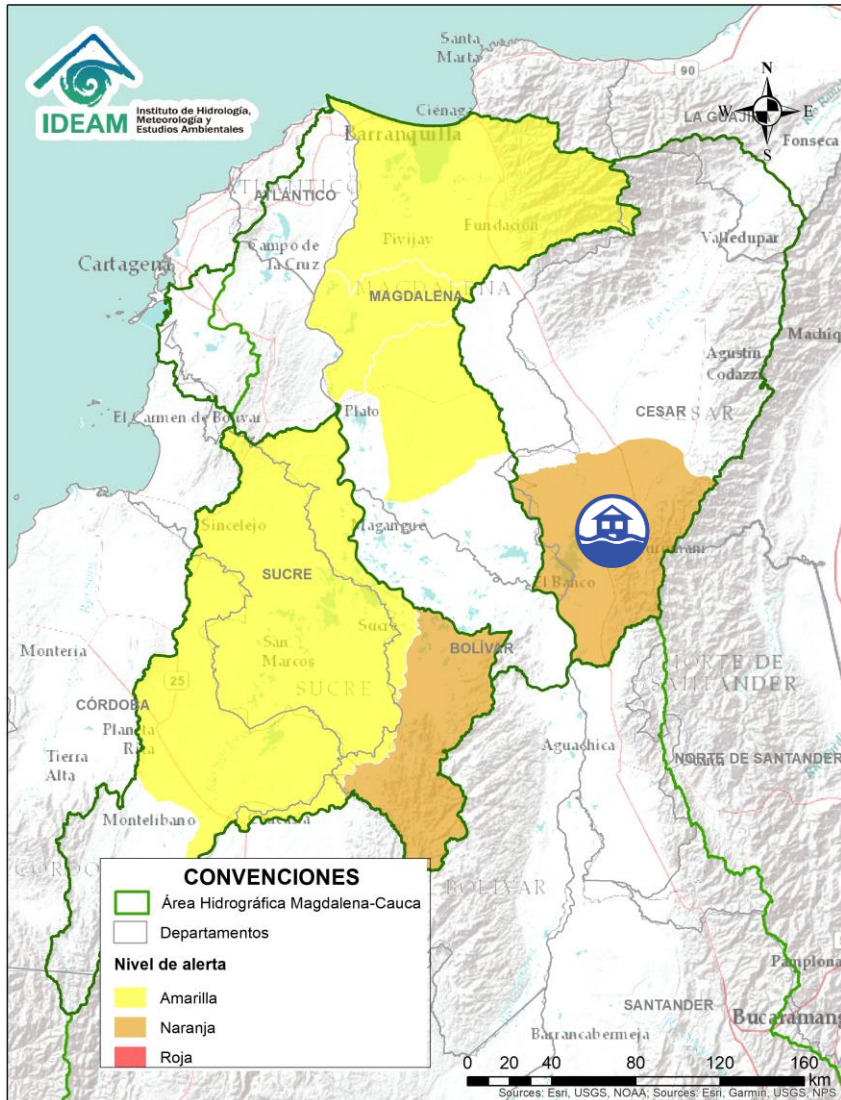 Santa
Marta
90
N
W E
S
IDEAM
Instituto de Hidrología,
Meteorología y
Estudios Ambientales
Ciénaga
LA GUAJIRA
Fonseca
Barranquilla
ATLÁNTICO
ATLÁNTICO
Fundación
Pivijay
Valledupar
Campo de
la Cruz
Cartagena
MAGDALENA
MAGDALENA
Agustín
Codazzi
CESAR
CESAR
El Carmen de Bolívar
Plato
Sincelejo
Magangué
El Banco
SUCRE
Sucre
BOLÍVAR
Montería
San
Marcos
SUCRE
25
NORTE DE
SANTANDER
CÓRDOBA
Planeta
Rica
Tierra
Alta
Aguachica
NORTE DE SANTANDER
Montelíbano
BOLÍVAR
CONVENCIONES
Área Hidrográfica Magdalena-Cauca
Departamentos
Nivel de alerta
Amarilla
Naranja
Roja
Pamplona
SANTANDER
Barrancabermeja
0 20 40 80 120 160
km
Sources: Esri, USGS, NOAA; Sources: Esri, Garmin, USGS, NPS